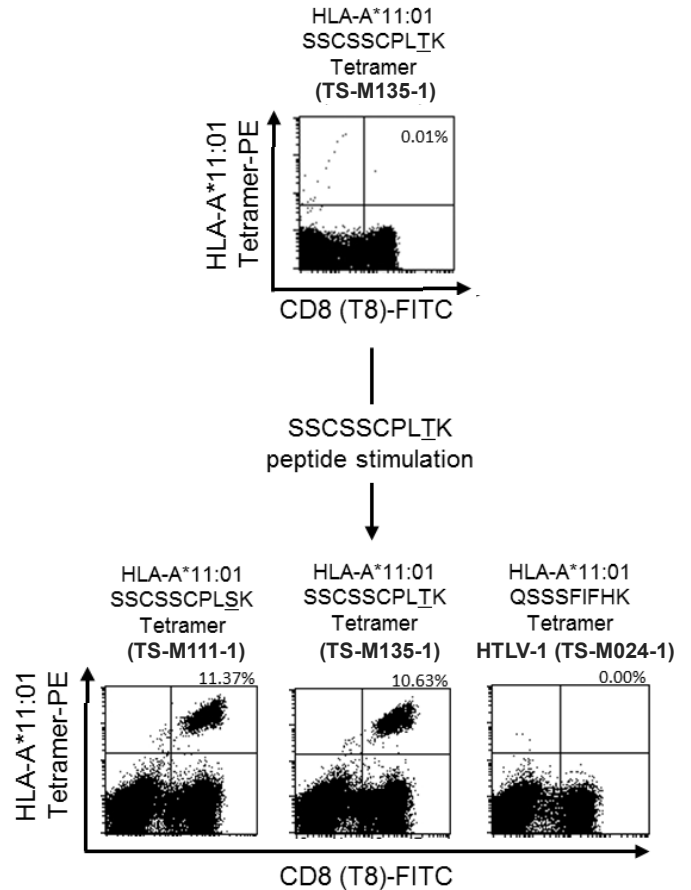 HLA-A*11:01
SSCSSCPLTK
Tetramer
(TS-M135-1)
HLA-A*11:01
Tetramer-PE
0.01%
CD8 (T8)-FITC
SSCSSCPLTK
peptide stimulation
HLA-A*11:01
SSCSSCPLSK
Tetramer
(TS-M111-1)
HLA-A*11:01
SSCSSCPLTK
Tetramer
(TS-M135-1)
HLA-A*11:01
QSSSFIFHK
Tetramer
HTLV-1 (TS-M024-1)
HLA-A*11:01
Tetramer-PE
11.37%
10.63%
0.00%
CD8 (T8)-FITC